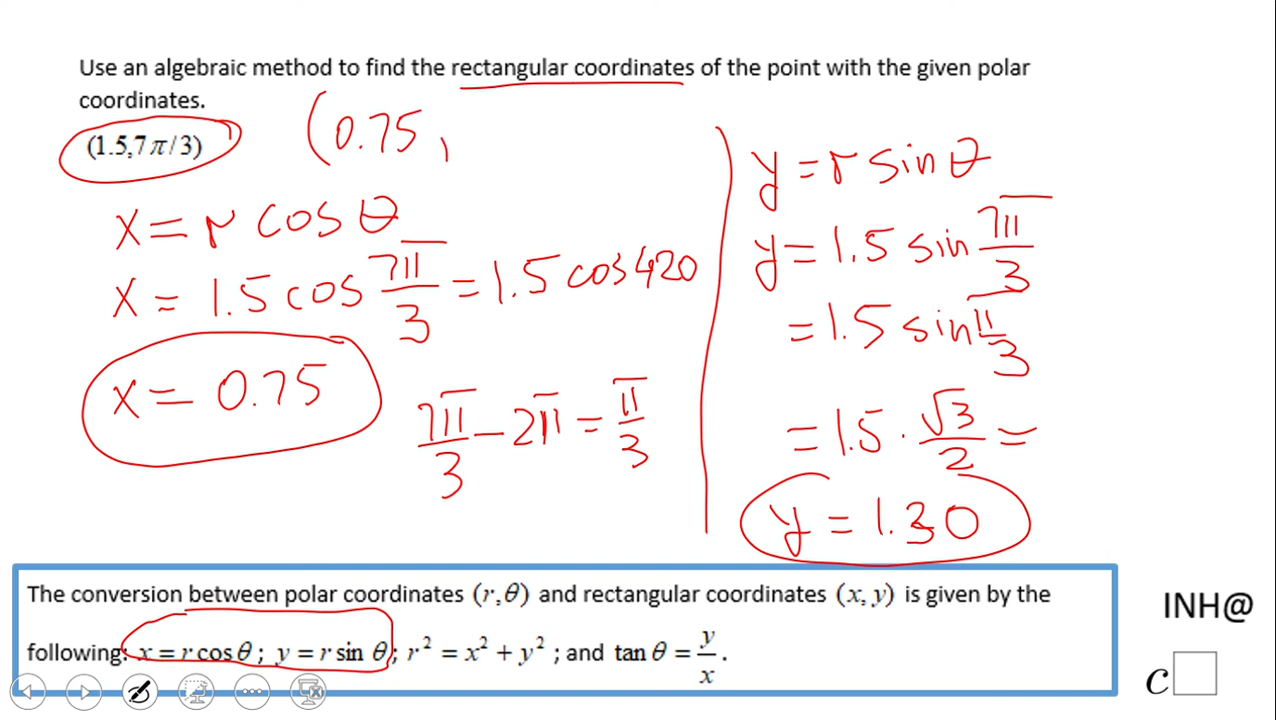 Use an algebraic method to find the rectangular coordinates of the point with the given polar
coordinates.
(1.5,7π/3)
(0.75 ,
x = r cos θ
x = 1.5 cos 7π/3 = 1.5 cos 420
x = 0.75
7π/3 - 2π = π/3
y = r sin θ
y = 1.5 sin 7π/3
= 1.5 sin π/3
= 1.5 · √3/2 =
y = 1.30
The conversion between polar coordinates (r,θ) and rectangular coordinates (x, y) is given by the
following: x = r cos θ ; y = r sin θ ; r² = x² + y² ; and tan θ = y/x .
INH@
c